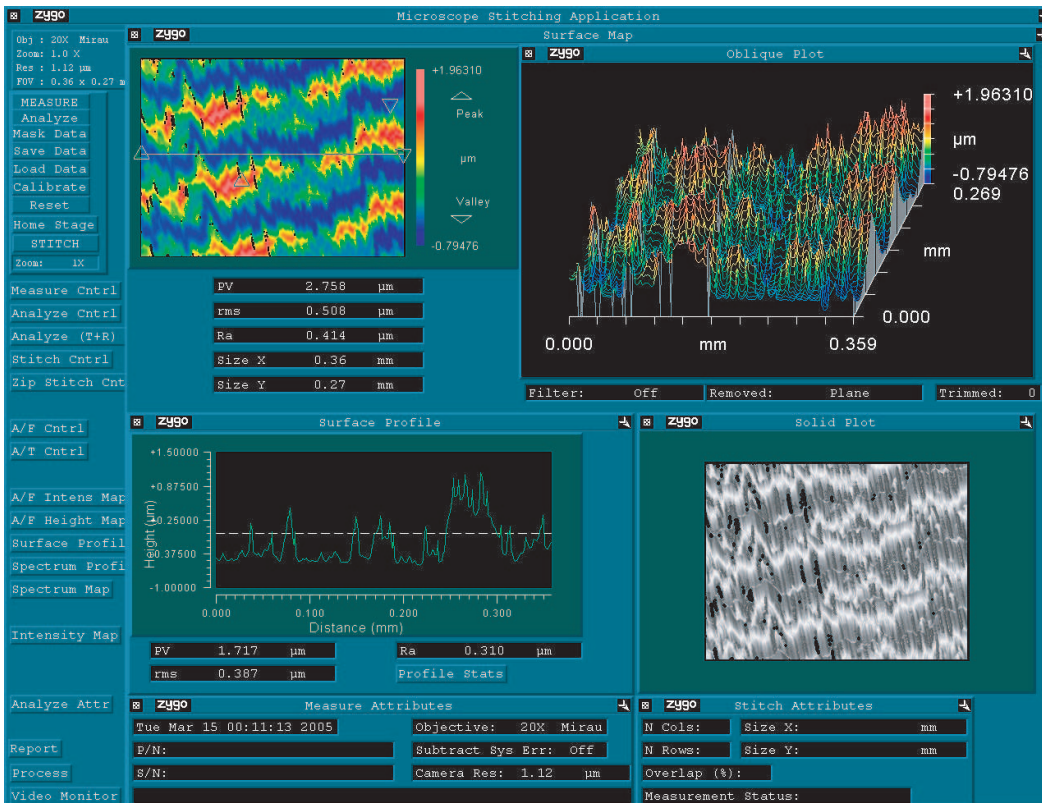 zygo Microscope Stitching Application
Obj : 20X Mirau
Zoom: 1.0 X
Res : 1.12 µm
FOV : 0.36 x 0.27 m
MEASURE
Analyze
Mask Data
Save Data
Load Data
Calibrate
Reset
Home Stage
STITCH
Zoom: 1X
Measure Cntrl
Analyze Cntrl
Analyze (T+R)
Stitch Cntrl
Zip Stitch Cnt
A/F Cntrl
A/T Cntrl
A/F Intens Map
A/F Height Map
Surface Profil
Spectrum Profi
Spectrum Map
Intensity Map
Analyze Attr
Report
Process
Video Monitor
zygo Surface Map
+1.96310
Peak
µm
Valley
-0.79476
PV 2.758 µm
rms 0.508 µm
Ra 0.414 µm
Size X 0.36 mm
Size Y 0.27 mm
zygo Oblique Plot
+1.96310
µm
-0.79476
0.269
mm
0.000
0.000 mm 0.359
Filter: Off Removed: Plane Trimmed: 0
zygo Surface Profile
+1.50000
+0.87500
+0.25000
-0.37500
-1.00000
Height (µm)
0.000 0.100 0.200 0.300
Distance (mm)
PV 1.717 µm Ra 0.310 µm
rms 0.387 µm Profile Stats
zygo Solid Plot
zygo Measure Attributes
Tue Mar 15 00:11:13 2005 Objective: 20X Mirau
P/N: Subtract Sys Err: Off
S/N: Camera Res: 1.12 µm
zygo Stitch Attributes
N Cols: Size X: mm
N Rows: Size Y: mm
Overlap (%):
Measurement Status: